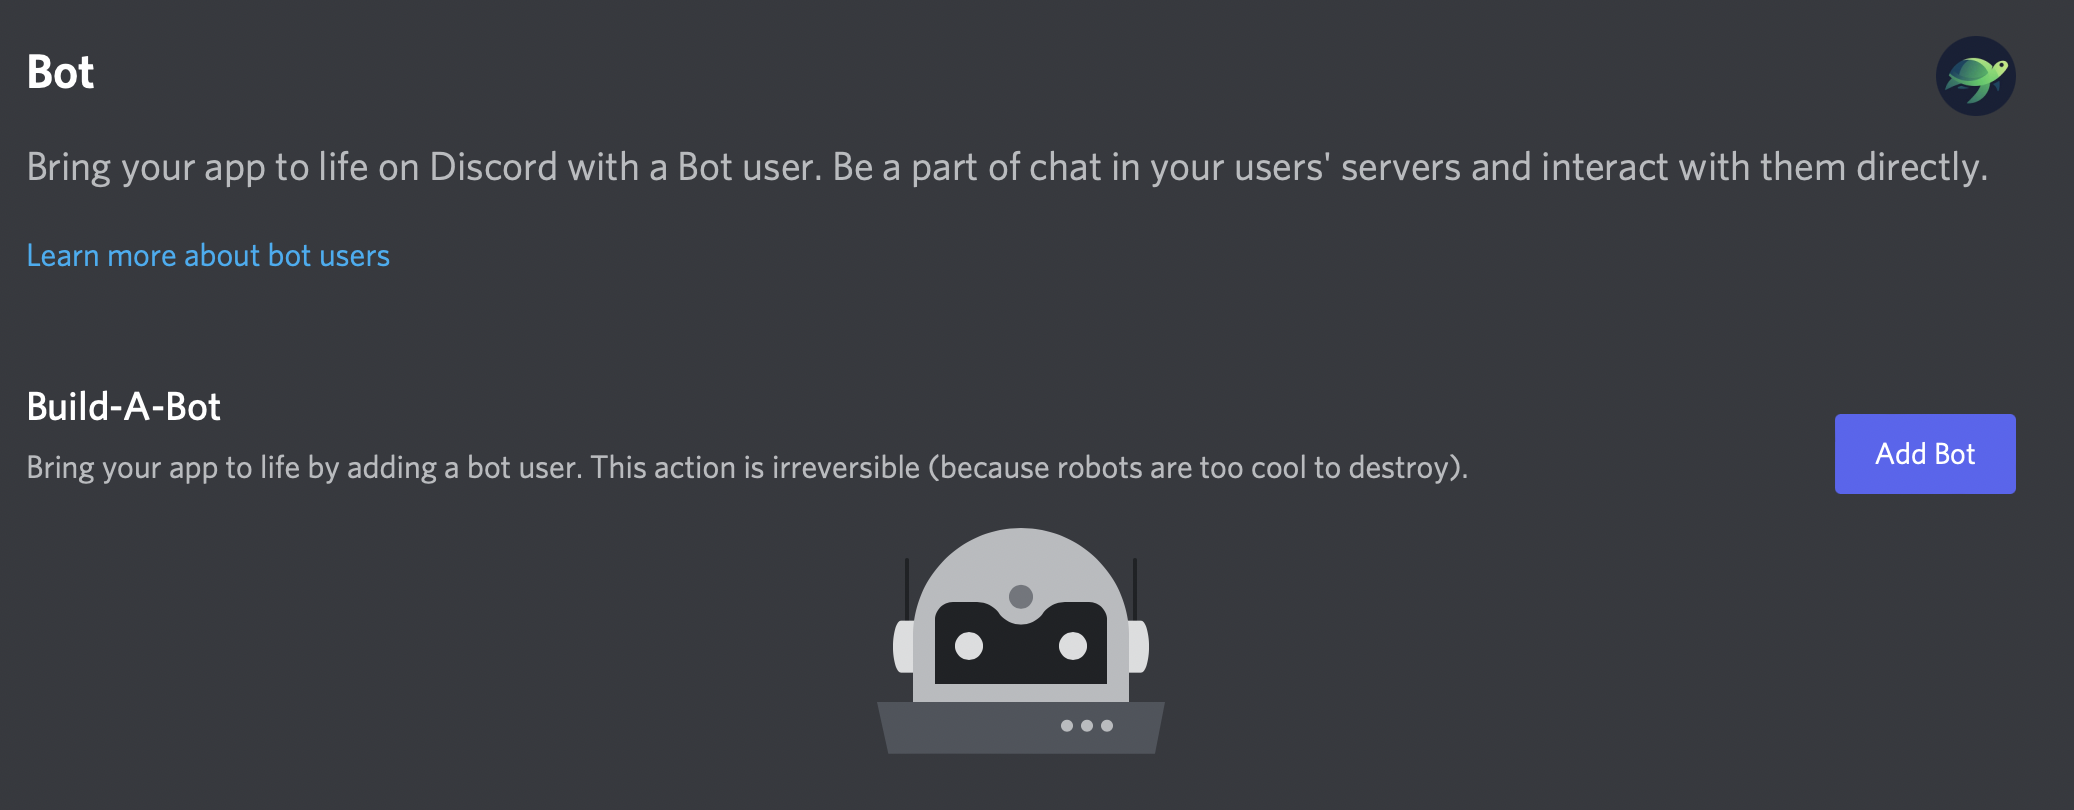 Bot
Bring your app to life on Discord with a Bot user. Be a part of chat in your users' servers and interact with them directly.
Learn more about bot users
Build-A-Bot
Bring your app to life by adding a bot user. This action is irreversible (because robots are too cool to destroy).
Add Bot